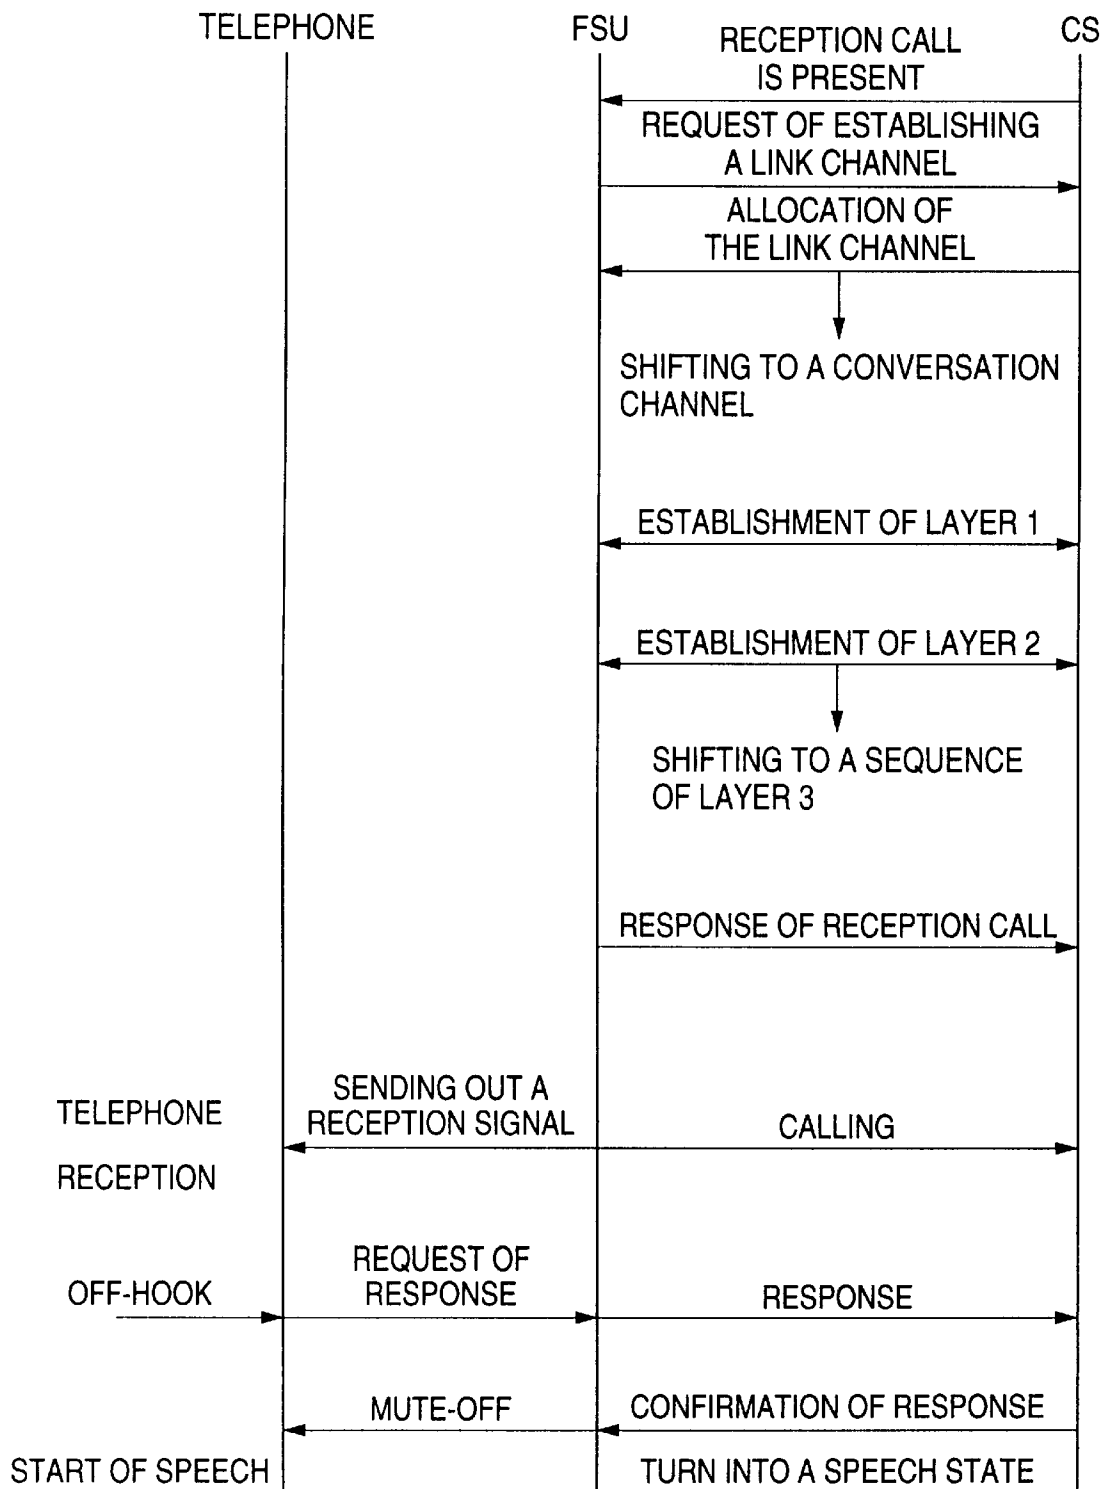 TELEPHONE
FSU
CS
RECEPTION CALL
IS PRESENT
REQUEST OF ESTABLISHING
A LINK CHANNEL
ALLOCATION OF
THE LINK CHANNEL
SHIFTING TO A CONVERSATION
CHANNEL
ESTABLISHMENT OF LAYER 1
ESTABLISHMENT OF LAYER 2
SHIFTING TO A SEQUENCE
OF LAYER 3
RESPONSE OF RECEPTION CALL
TELEPHONE
RECEPTION
SENDING OUT A
RECEPTION SIGNAL
CALLING
OFF-HOOK
REQUEST OF
RESPONSE
RESPONSE
MUTE-OFF
CONFIRMATION OF RESPONSE
START OF SPEECH
TURN INTO A SPEECH STATE